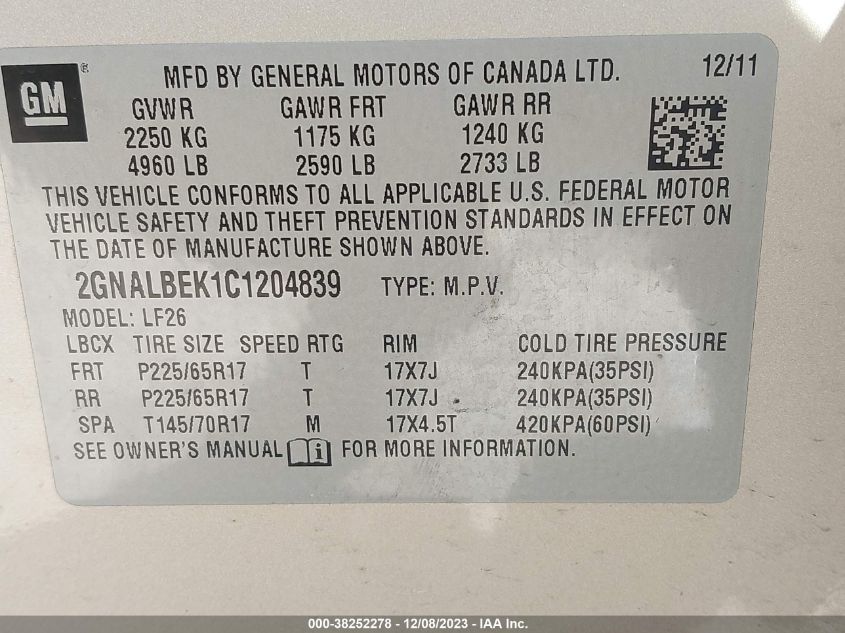 GM®
MFD BY GENERAL MOTORS OF CANADA LTD. 12/11
GVWR GAWR FRT GAWR RR
2250 KG 1175 KG 1240 KG
4960 LB 2590 LB 2733 LB
THIS VEHICLE CONFORMS TO ALL APPLICABLE U.S. FEDERAL MOTOR
VEHICLE SAFETY AND THEFT PREVENTION STANDARDS IN EFFECT ON
THE DATE OF MANUFACTURE SHOWN ABOVE.
2GNALBEK1C1204839 TYPE: M.P.V.
MODEL: LF26
LBCX TIRE SIZE SPEED RTG RIM COLD TIRE PRESSURE
FRT P225/65R17 T 17X7J 240KPA(35PSI)
RR P225/65R17 T 17X7J 240KPA(35PSI)
SPA T145/70R17 M 17X4.5T 420KPA(60PSI)
SEE OWNER'S MANUAL i FOR MORE INFORMATION.
000-38252278 - 12/08/2023 - IAA Inc.